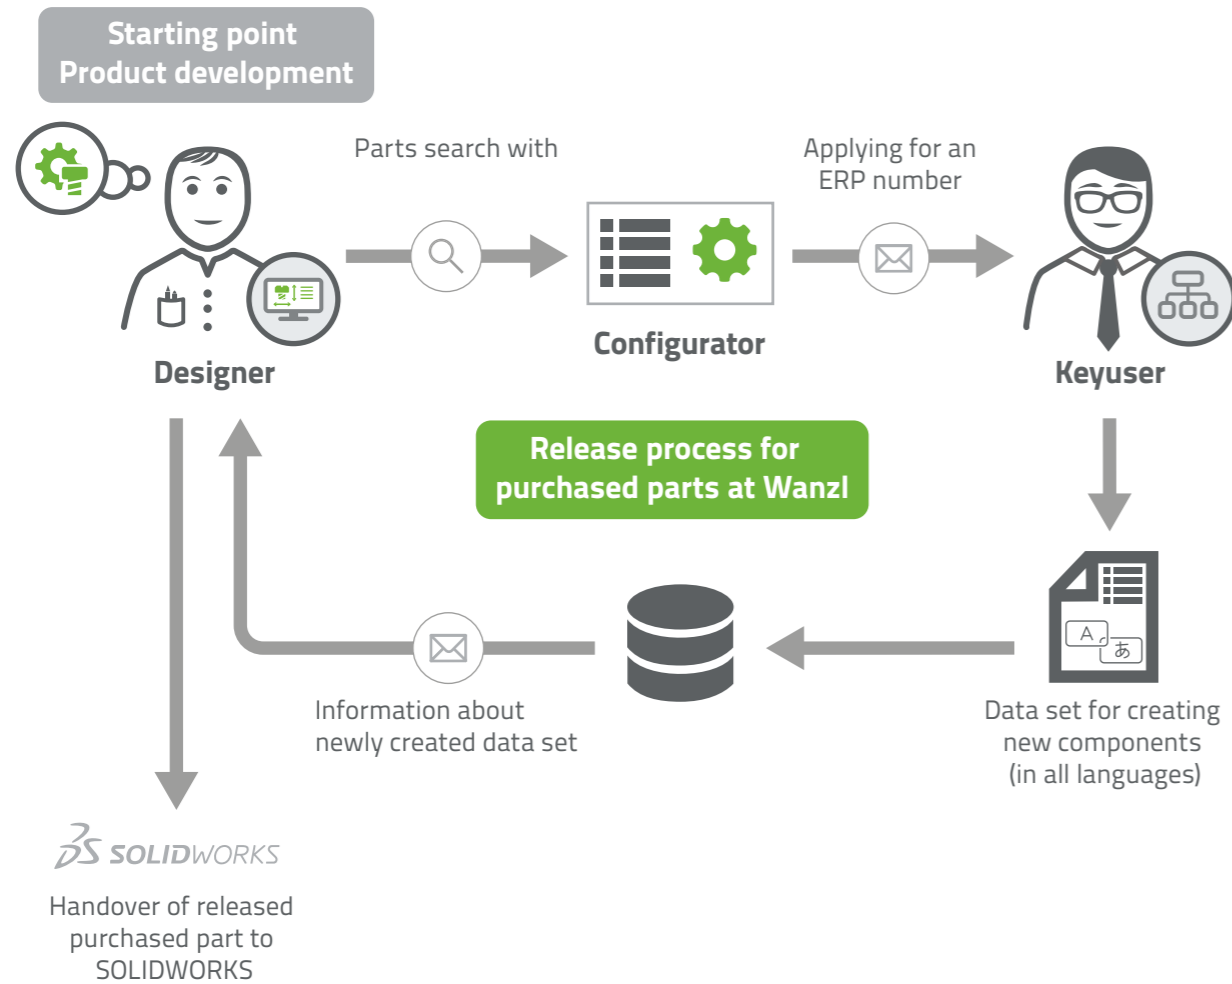 Starting point
Product development
Parts search with
Applying for an
ERP number
Configurator
Designer
Keyuser
Release process for
purchased parts at Wanzl
A
あ
Information about
newly created data set
Data set for creating
new components
(in all languages)
3DS SOLIDWORKS
Handover of released
purchased part to
SOLIDWORKS